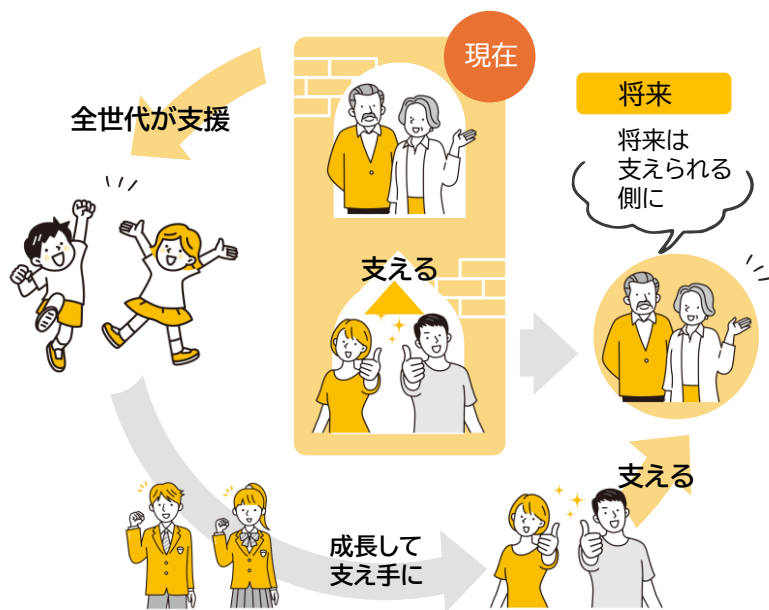 現在
全世代が支援
将来
将来は
支えられる
側に
支える
支える
成長して
支え手に